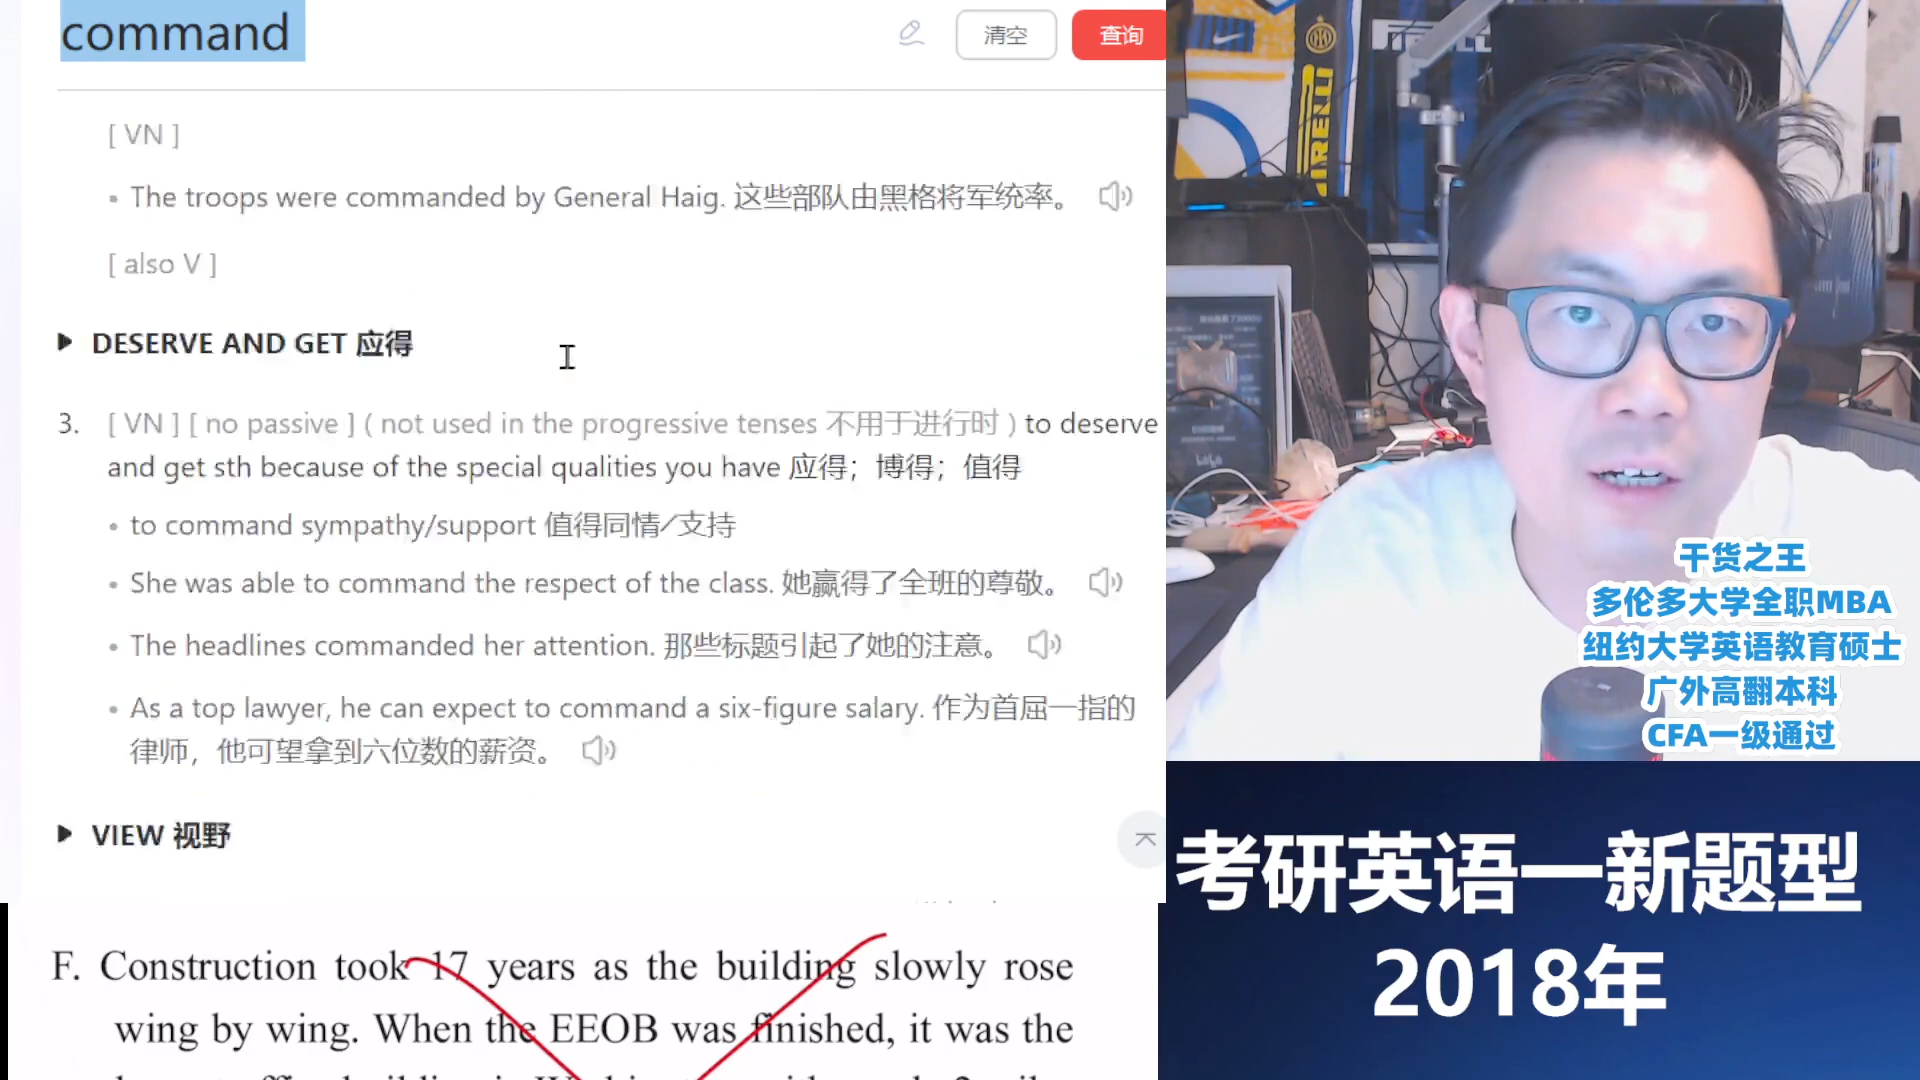 command
清空
查询
[ VN ]
The troops were commanded by General Haig. 这些部队由黑格将军统率。
[ also V ]
DESERVE AND GET 应得
3. [ VN ] [ no passive ] ( not used in the progressive tenses 不用于进行时 ) to deserve
and get sth because of the special qualities you have 应得；博得；值得
• to command sympathy/support 值得同情/支持
• She was able to command the respect of the class. 她赢得了全班的尊敬。
• The headlines commanded her attention. 那些标题引起了她的注意。
• As a top lawyer, he can expect to command a six-figure salary. 作为首屈一指的
律师，他可望拿到六位数的薪资。
VIEW 视野
F. Construction took 17 years as the building slowly rose
wing by wing. When the EEOB was finished, it was the
PIRELLI
干货之王
多伦多大学全职MBA
纽约大学英语教育硕士
广外高翻本科
CFA一级通过
考研英语一新题型
2018年